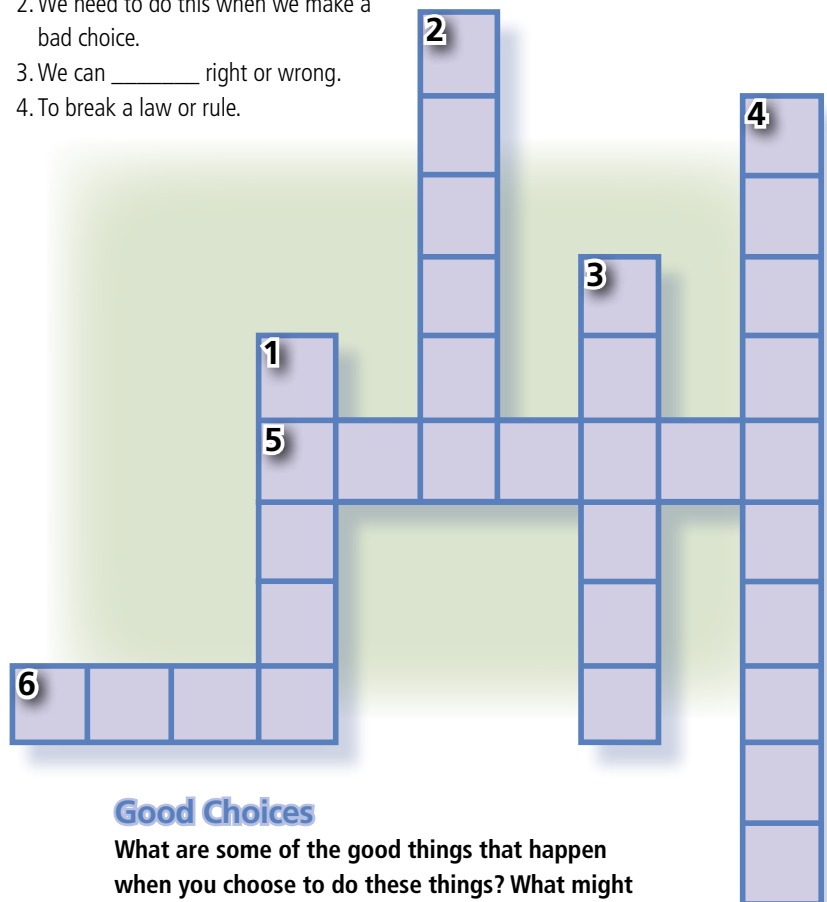 2. We need to do this when we make a
bad choice.
3. We can ________ right or wrong.
4. To break a law or rule.
2
4
3
1
5
6
Good Choices
What are some of the good things that happen
when you choose to do these things? What might